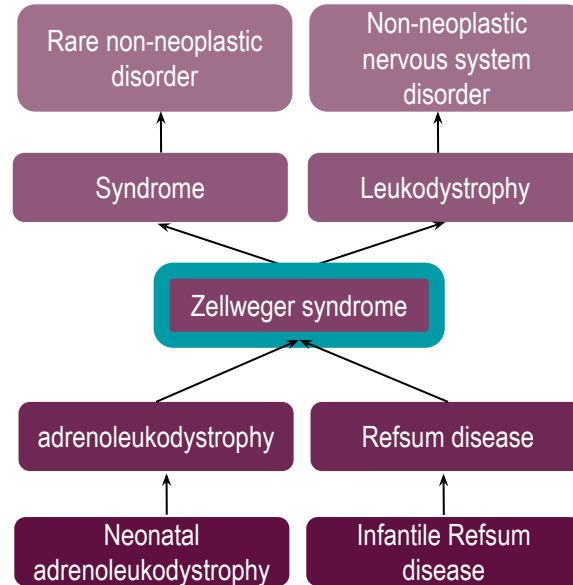 Rare non-neoplastic
disorder
Non-neoplastic
nervous system
disorder
Syndrome
Leukodystrophy
Zellweger syndrome
adrenoleukodystrophy
Refsum disease
Neonatal
adrenoleukodystrophy
Infantile Refsum
disease